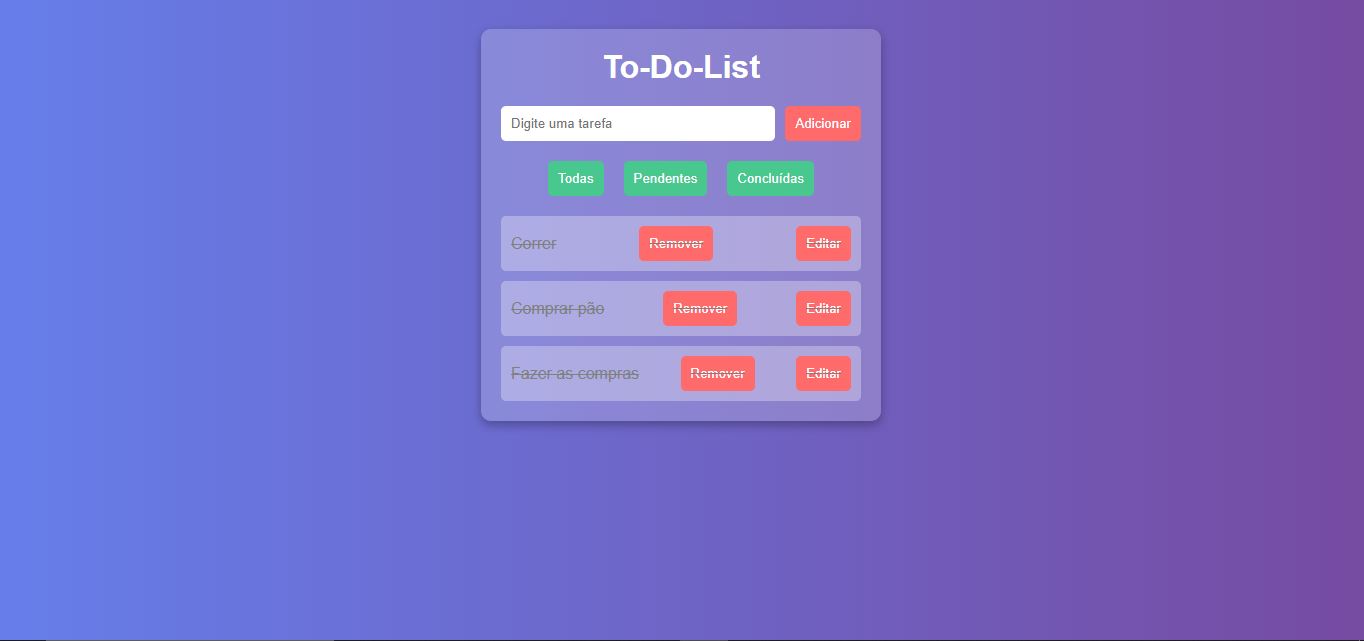 To-Do-List
Digite uma tarefa Adicionar
Todas Pendentes Concluídas
Correr Remover Editar
Comprar pão Remover Editar
Fazer as compras Remover Editar